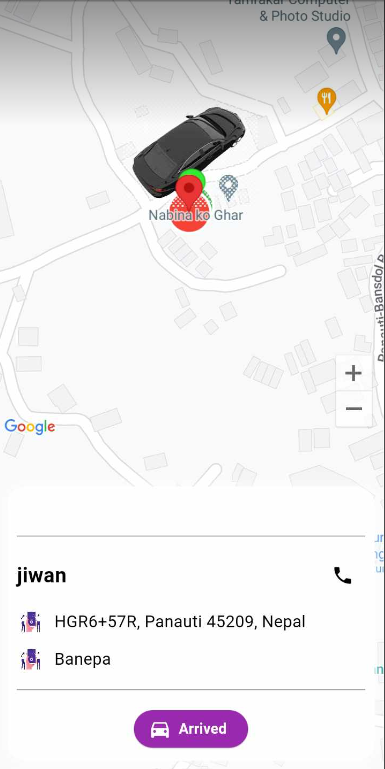 Tamrakar Computer
& Photo Studio
Nabina ko Ghar
Panauti-Bansdol
+
−
Google
jiwan
HGR6+57R, Panauti 45209, Nepal
Banepa
Arrived